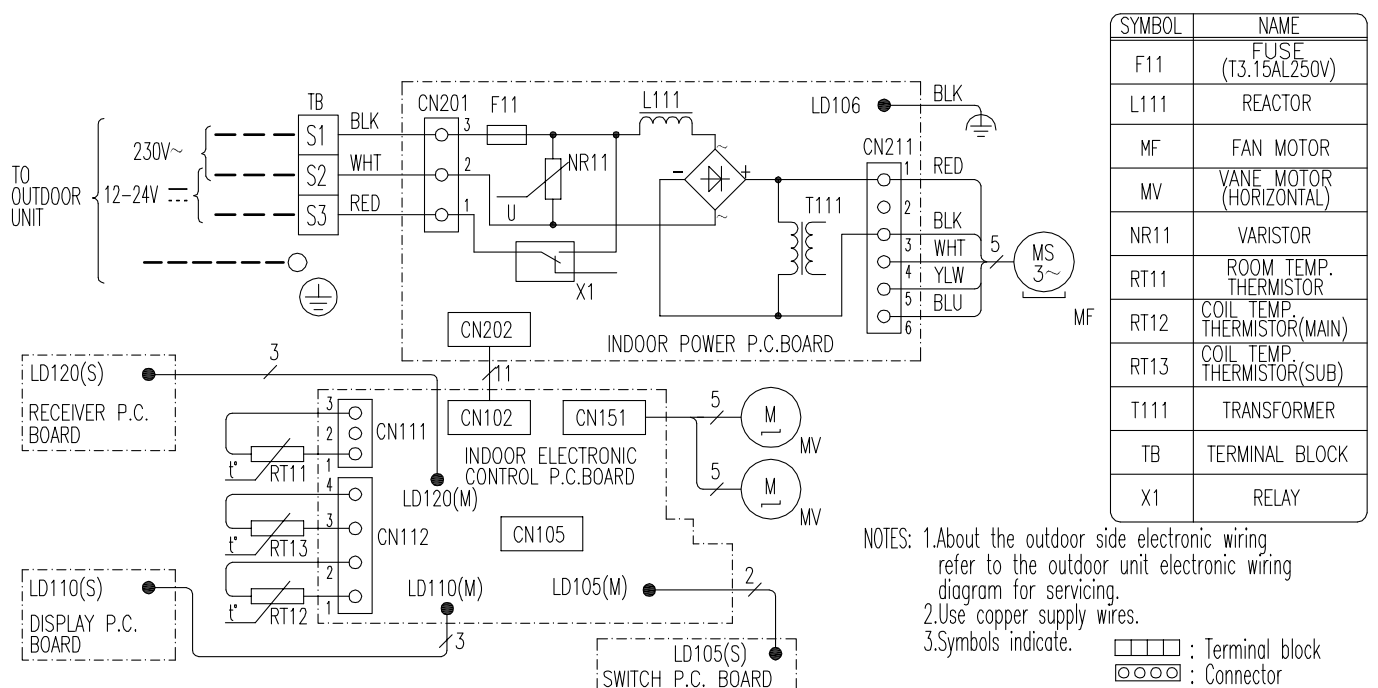 SYMBOL NAME
F11 FUSE
(T3.15AL250V)
L111 REACTOR
MF FAN MOTOR
MV VANE MOTOR
(HORIZONTAL)
NR11 VARISTOR
RT11 ROOM TEMP.
THERMISTOR
RT12 COIL TEMP.
THERMISTOR(MAIN)
RT13 COIL TEMP.
THERMISTOR(SUB)
T111 TRANSFORMER
TB TERMINAL BLOCK
X1 RELAY
TO
OUTDOOR
UNIT
230V~
12-24V ⎓
TB
S1
S2
S3
BLK
WHT
RED
CN201
3
2
1
F11
L111
NR11
U
X1
~
-
+
~
T111
LD106
BLK
CN211
1
2
3
4
5
6
RED
BLK
WHT
YLW
BLU
5
MS
3~
MF
INDOOR POWER P.C.BOARD
CN202
11
CN102
CN151
5
M
MV
5
M
MV
INDOOR ELECTRONIC
CONTROL P.C.BOARD
LD120(S)
3
RECEIVER P.C.
BOARD
LD120(M)
3
2
1
CN111
t°
RT11
4
3
2
1
CN112
t°
RT13
t°
RT12
CN105
LD110(M)
LD105(M)
2
LD110(S)
3
DISPLAY P.C.
BOARD
LD105(S)
SWITCH P.C. BOARD
NOTES: 1.About the outdoor side electronic wiring
refer to the outdoor unit electronic wiring
diagram for servicing.
2.Use copper supply wires.
3.Symbols indicate.
: Terminal block
: Connector